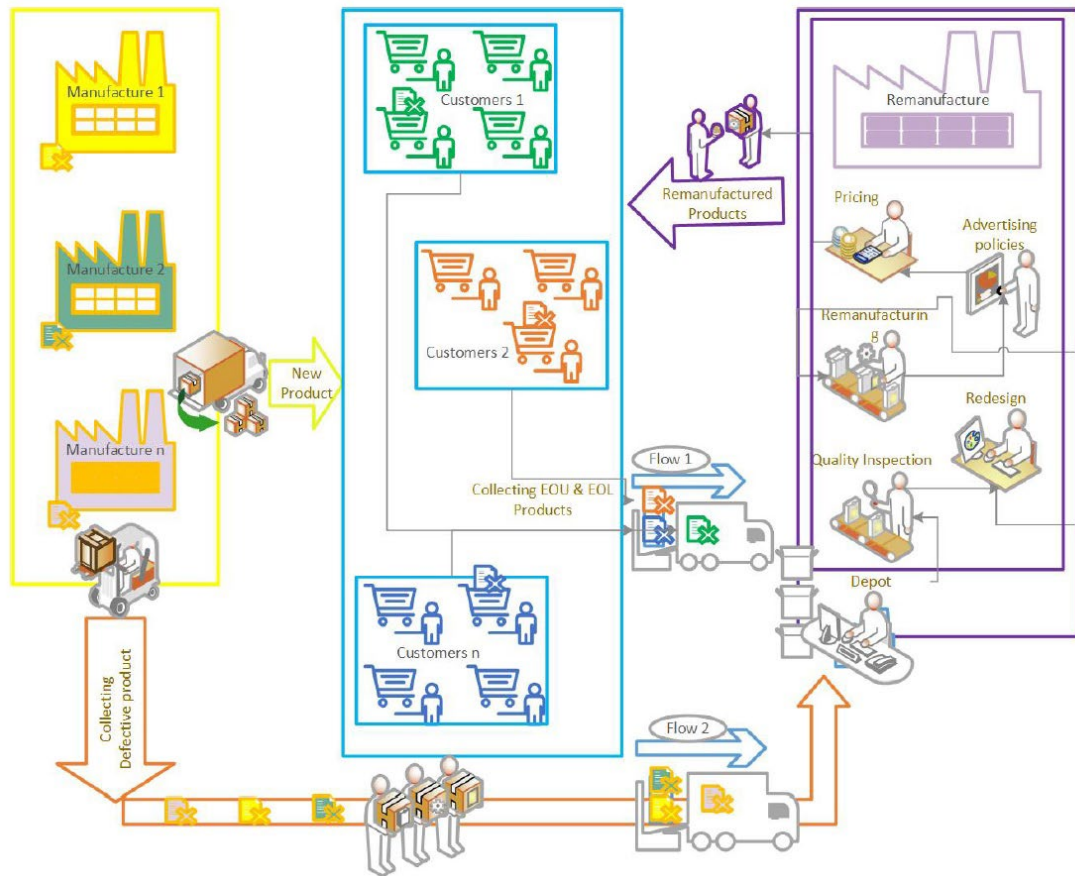 Manufacture 1
Manufacture 2
Manufacture n
Collecting
Defective product
New
Product
Customers 1
Customers 2
Customers n
Collecting EOU & EOL
Products
Flow 1
Flow 2
Remanufactured
Products
Remanufacture
Pricing
Advertising
policies
Remanufacturin
g
Redesign
Quality Inspection
Depot